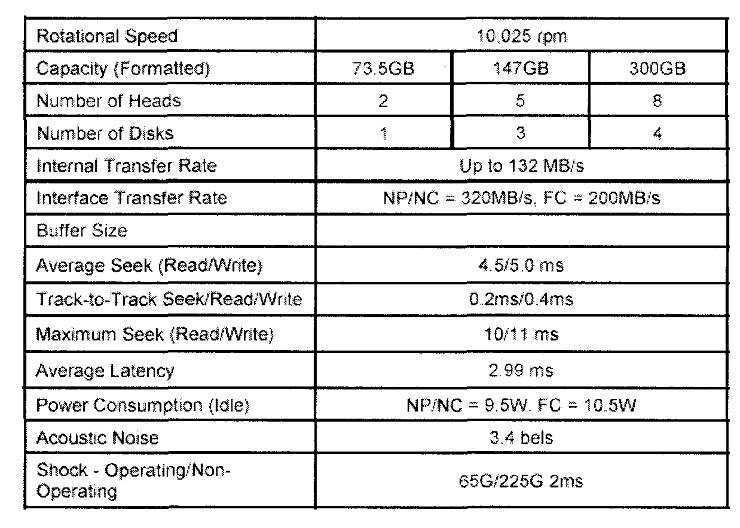 Rotational Speed 10,025 rpm
Capacity (Formatted) 73.5GB 147GB 300GB
Number of Heads 2 5 8
Number of Disks 1 3 4
Internal Transfer Rate Up to 132 MB/s
Interface Transfer Rate NP/NC = 320MB/s, FC = 200MB/s
Buffer Size
Average Seek (Read/Write) 4.5/5.0 ms
Track-to-Track Seek/Read/Write 0.2ms/0.4ms
Maximum Seek (Read/Write) 10/11 ms
Average Latency 2.99 ms
Power Consumption (Idle) NP/NC = 9.5W. FC = 10.5W
Acoustic Noise 3.4 bels
Shock - Operating/Non-
Operating 65G/225G 2ms